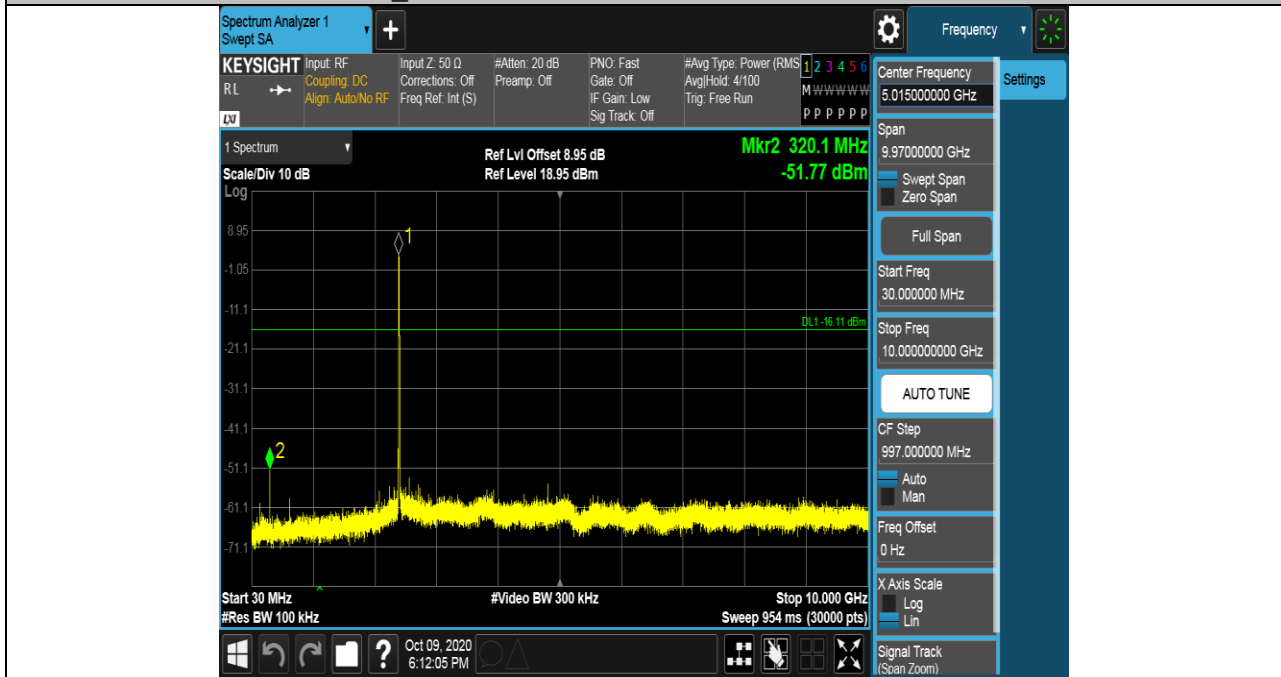 Spectrum Analyzer 1
Swept SA
+
Frequency
KEYSIGHT
RL
LXI
Input: RF
Coupling: DC
Align: Auto/No RF
Input Z: 50 Ω
Corrections: Off
Freq Ref: Int (S)
#Atten: 20 dB
Preamp: Off
PNO: Fast
Gate: Off
IF Gain: Low
Sig Track: Off
#Avg Type: Power (RMS
Avg|Hold: 4/100
Trig: Free Run
1 2 3 4 5 6
M W W W W W
P P P P P P
1 Spectrum
Scale/Div 10 dB
Log
Ref Lvl Offset 8.95 dB
Ref Level 18.95 dBm
Mkr2 320.1 MHz
-51.77 dBm
8.95
-1.05
-11.1
-21.1
-31.1
-41.1
-51.1
-61.1
-71.1
1
2
DL1 -16.11 dBm
Start 30 MHz
#Res BW 100 kHz
#Video BW 300 kHz
Stop 10.000 GHz
Sweep 954 ms (30000 pts)
?
Oct 09, 2020
6:12:05 PM
Center Frequency
5.015000000 GHz
Span
9.97000000 GHz
Swept Span
Zero Span
Full Span
Start Freq
30.000000 MHz
Stop Freq
10.000000000 GHz
AUTO TUNE
CF Step
997.000000 MHz
Auto
Man
Freq Offset
0 Hz
X Axis Scale
Log
Lin
Signal Track
(Span Zoom)
Settings